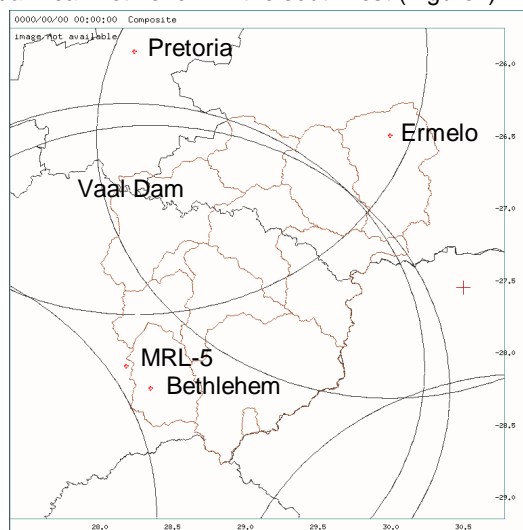 0000/00/00 00:00:00 Composite
image not available
Pretoria
-26.0
Ermelo
-26.5
Vaal Dam
-27.0
-27.5
MRL-5
-28.0
Bethlehem
-28.5
-29.0
28.0 28.5 29.0 29.5 30.0 30.5